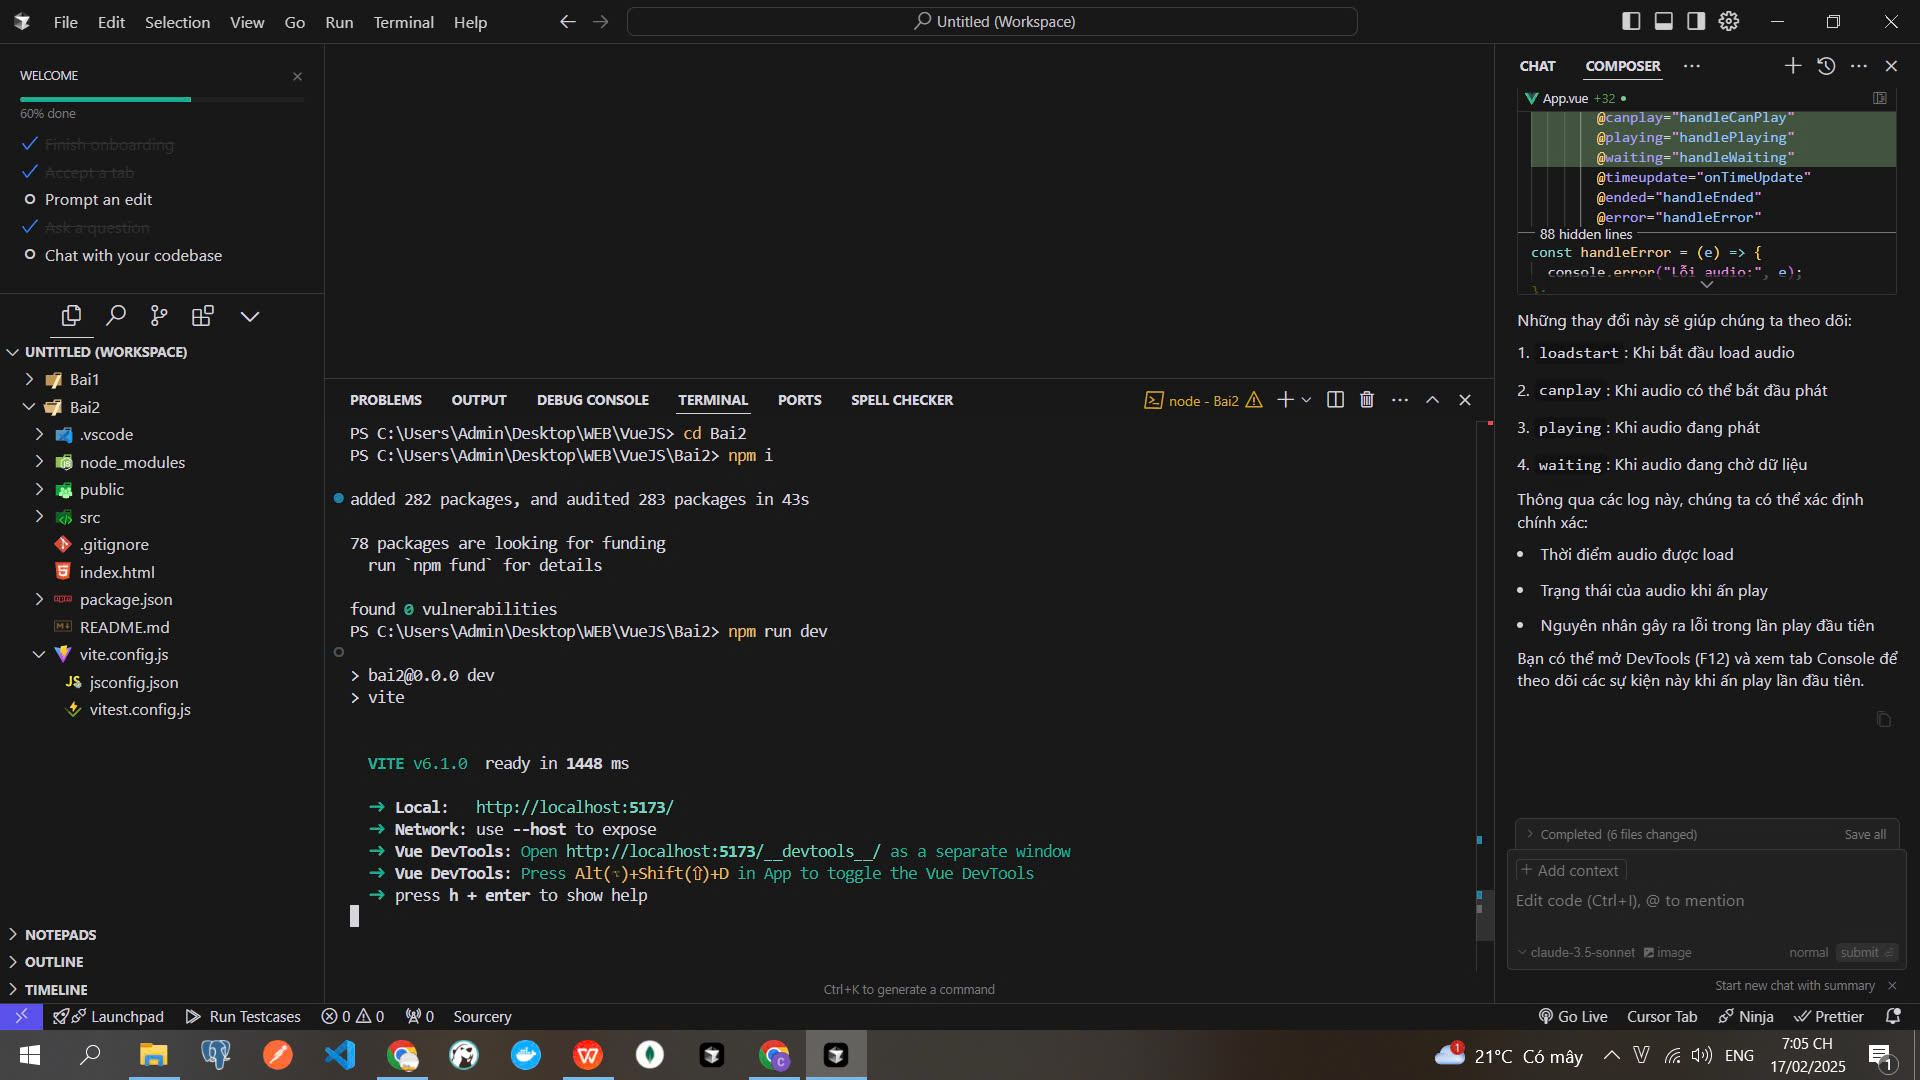 File Edit Selection View Go Run Terminal Help
Untitled (Workspace)
WELCOME
60% done
Finish onboarding
Accept a tab
Prompt an edit
Ask a question
Chat with your codebase
UNTITLED (WORKSPACE)
Bai1
Bai2
.vscode
node_modules
public
src
.gitignore
index.html
package.json
README.md
vite.config.js
jsconfig.json
vitest.config.js
NOTEPADS
OUTLINE
TIMELINE
PROBLEMS OUTPUT DEBUG CONSOLE TERMINAL PORTS SPELL CHECKER
node - Bai2
PS C:\Users\Admin\Desktop\WEB\VueJS> cd Bai2
PS C:\Users\Admin\Desktop\WEB\VueJS\Bai2> npm i
added 282 packages, and audited 283 packages in 43s
78 packages are looking for funding
run `npm fund` for details
found 0 vulnerabilities
PS C:\Users\Admin\Desktop\WEB\VueJS\Bai2> npm run dev
> bai2@0.0.0 dev
> vite
VITE v6.1.0 ready in 1448 ms
➜ Local: http://localhost:5173/
➜ Network: use --host to expose
➜ Vue DevTools: Open http://localhost:5173/__devtools__/ as a separate window
➜ Vue DevTools: Press Alt(⌥)+Shift(⇧)+D in App to toggle the Vue DevTools
➜ press h + enter to show help
Ctrl+K to generate a command
CHAT COMPOSER
App.vue +32
@canplay="handleCanPlay"
@playing="handlePlaying"
@waiting="handleWaiting"
@timeupdate="onTimeUpdate"
@ended="handleEnded"
@error="handleError"
88 hidden lines
const handleError = (e) => {
console.error("Lỗi audio:", e);
};
Những thay đổi này sẽ giúp chúng ta theo dõi:
1. loadstart : Khi bắt đầu load audio
2. canplay : Khi audio có thể bắt đầu phát
3. playing : Khi audio đang phát
4. waiting : Khi audio đang chờ dữ liệu
Thông qua các log này, chúng ta có thể xác định
chính xác:
• Thời điểm audio được load
• Trạng thái của audio khi ấn play
• Nguyên nhân gây ra lỗi trong lần play đầu tiên
Bạn có thể mở DevTools (F12) và xem tab Console để
theo dõi các sự kiện này khi ấn play lần đầu tiên.
Completed (6 files changed) Save all
+ Add context
Edit code (Ctrl+I), @ to mention
claude-3.5-sonnet image normal submit
Start new chat with summary
Launchpad Run Testcases 0 0 0 Sourcery
Go Live Cursor Tab Ninja Prettier
1 21°C Có mây ENG 7:05 CH
17/02/2025 1